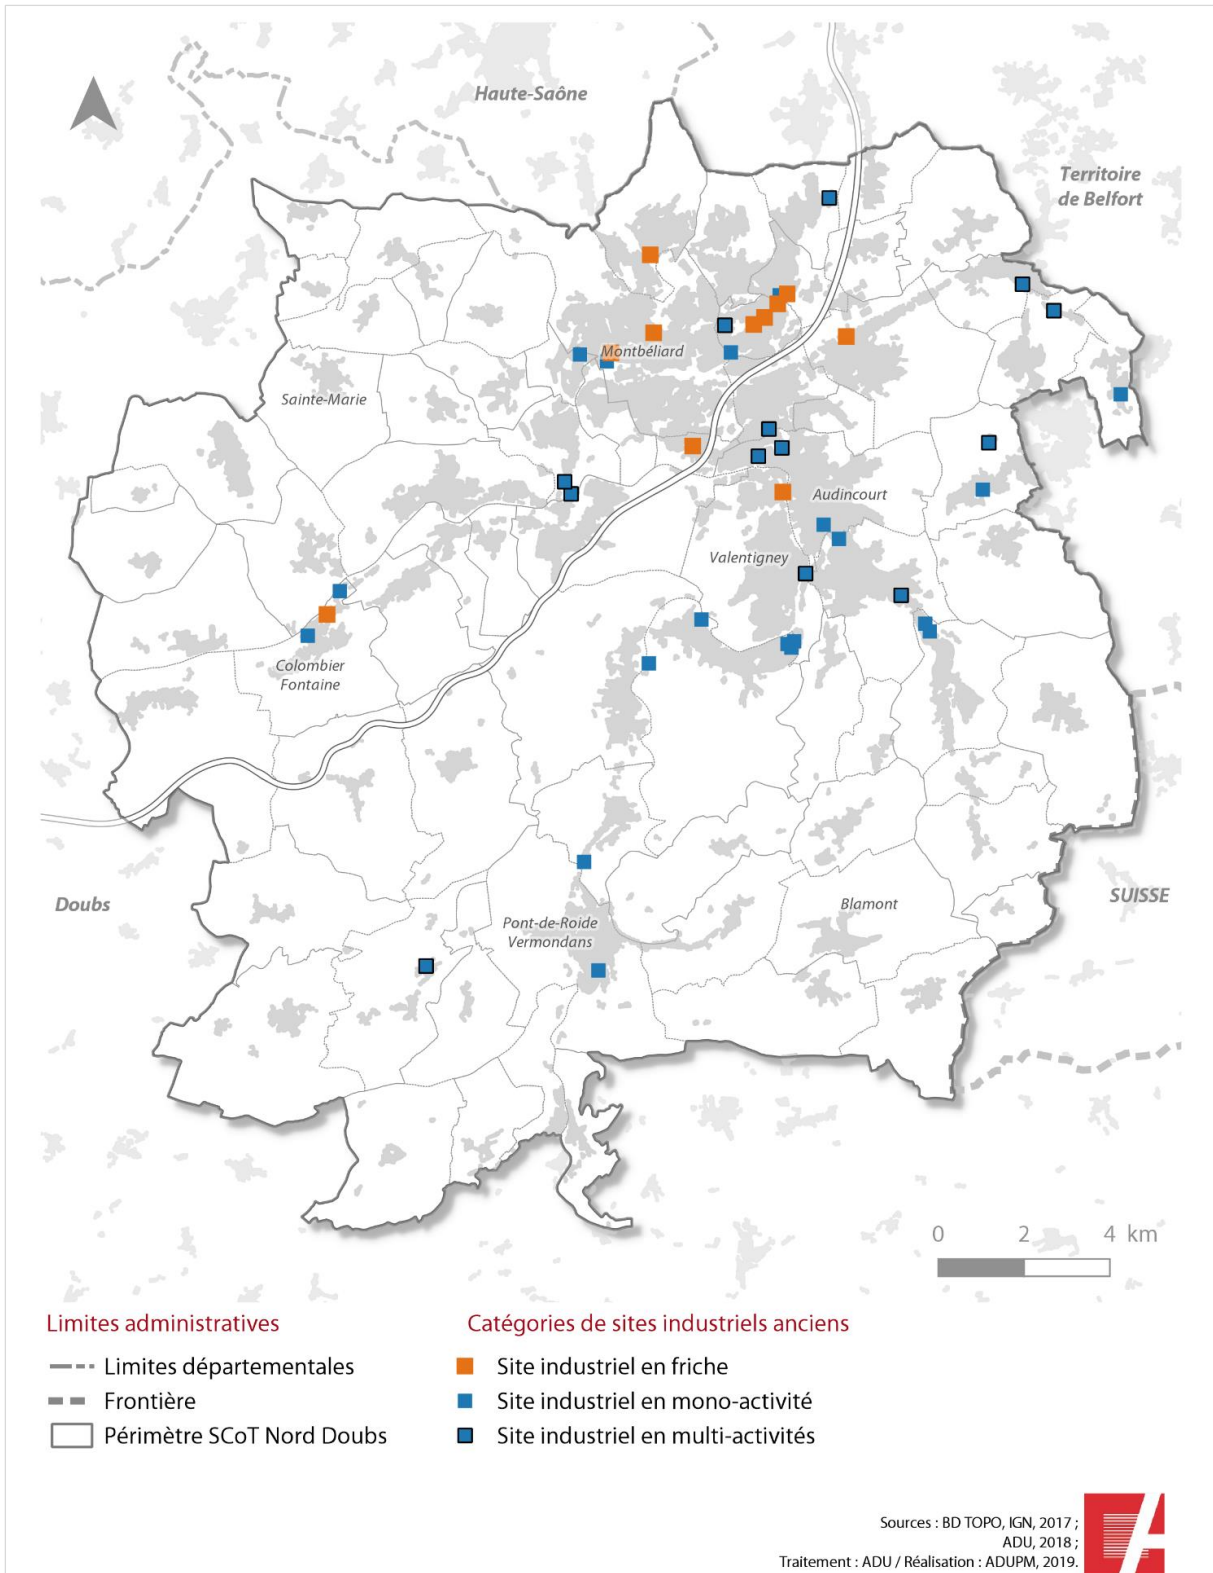 Haute-Saône
Territoire
de Belfort
Montbéliard
Sainte-Marie
Audincourt
Valentigney
Colombier
Fontaine
Doubs
Pont-de-Roide
Vermondans
Blamont
SUISSE
0 2 4 km
Limites administratives
Limites départementales
Frontière
Périmètre SCoT Nord Doubs
Catégories de sites industriels anciens
Site industriel en friche
Site industriel en mono-activité
Site industriel en multi-activités
Sources : BD TOPO, IGN, 2017 ;
ADU, 2018 ;
Traitement : ADU / Réalisation : ADUPM, 2019.